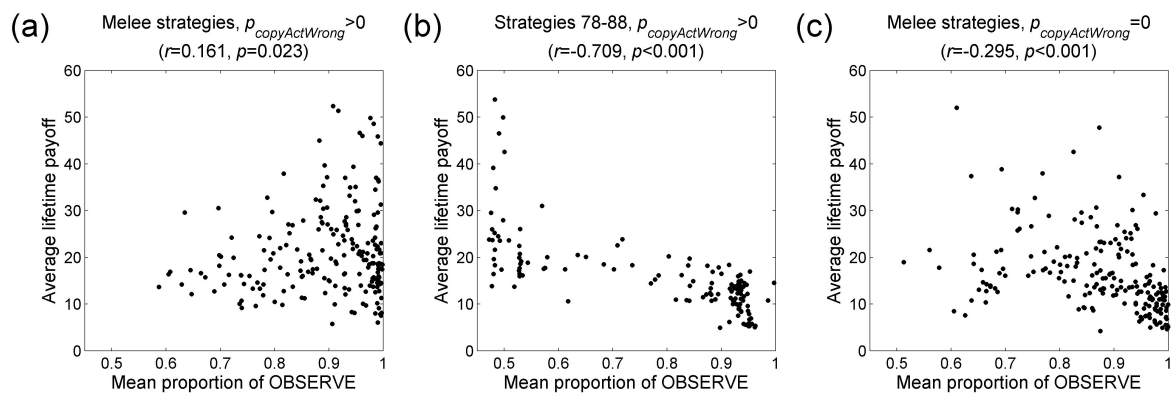 (a) Melee strategies, pcopyActWrong>0
(r=0.161, p=0.023)
60
50
40
30
20
10
0
Average lifetime payoff
0.5 0.6 0.7 0.8 0.9 1
Mean proportion of OBSERVE
(b) Strategies 78-88, pcopyActWrong>0
(r=-0.709, p<0.001)
60
50
40
30
20
10
0
Average lifetime payoff
0.5 0.6 0.7 0.8 0.9 1
Mean proportion of OBSERVE
(c) Melee strategies, pcopyActWrong=0
(r=-0.295, p<0.001)
60
50
40
30
20
10
0
Average lifetime payoff
0.5 0.6 0.7 0.8 0.9 1
Mean proportion of OBSERVE